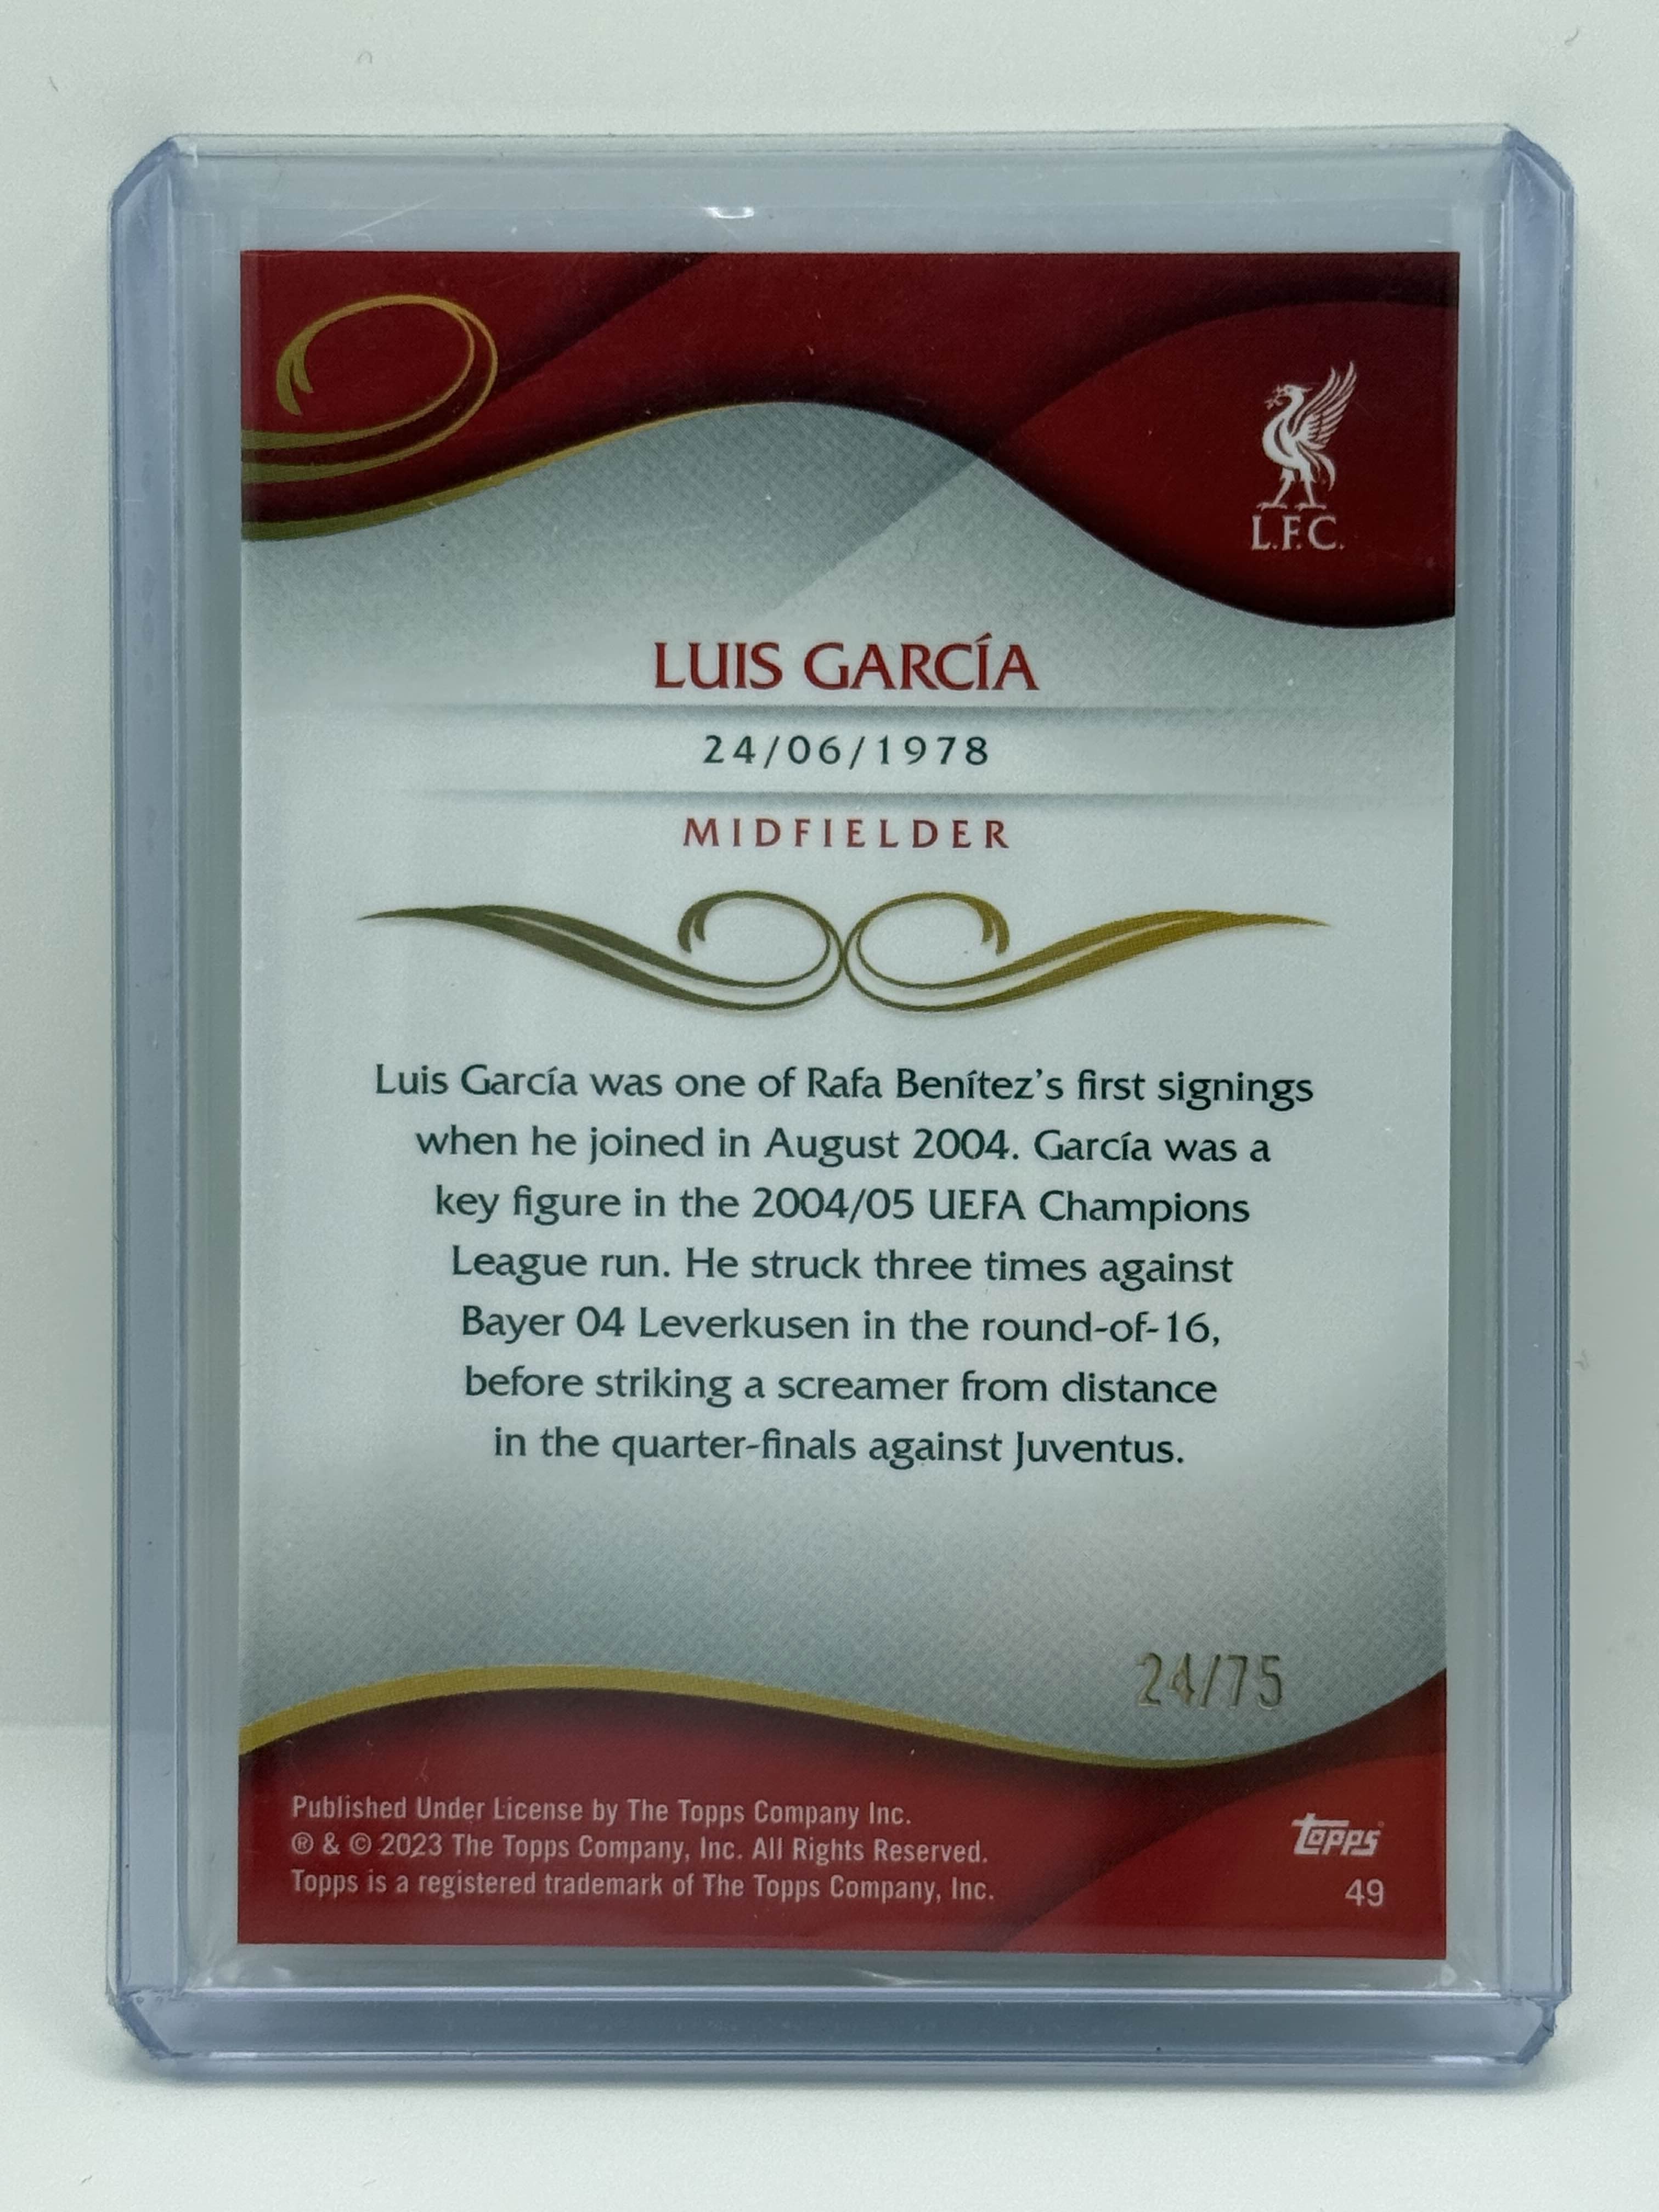 L.F.C.
LUIS GARCÍA
24/06/1978
MIDFIELDER
Luis García was one of Rafa Benítez's first signings
when he joined in August 2004. García was a
key figure in the 2004/05 UEFA Champions
League run. He struck three times against
Bayer 04 Leverkusen in the round-of-16,
before striking a screamer from distance
in the quarter-finals against Juventus.
24/75
Published Under License by The Topps Company Inc.
® & © 2023 The Topps Company, Inc. All Rights Reserved.
Topps is a registered trademark of The Topps Company, Inc.
topps
49